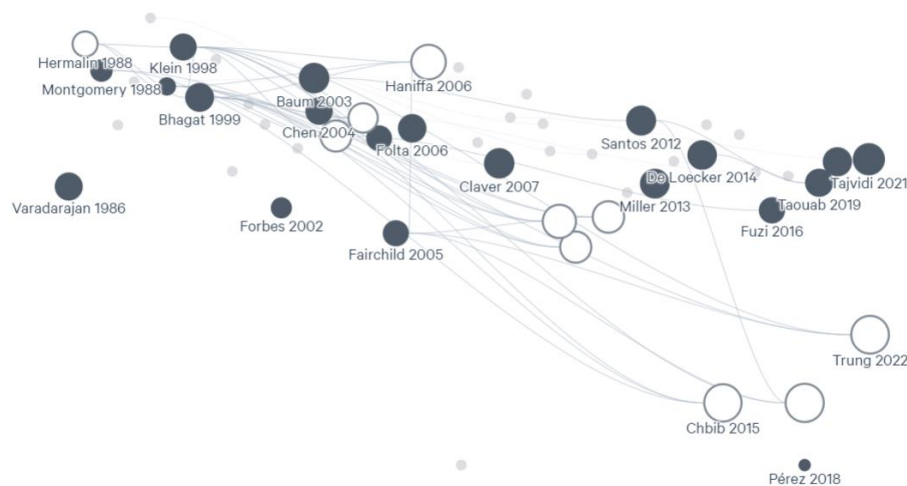 Hermalin 1988
Klein 1998
Haniffa 2006
Montgomery 1988
Baum 2003
Bhagat 1999
Chen 2004
Folta 2006
Santos 2012
Claver 2007
De Loecker 2014
Tajvidi 2021
Varadarajan 1986
Miller 2013
Taouab 2019
Forbes 2002
Fuzi 2016
Fairchild 2005
Trung 2022
Chbib 2015
Pérez 2018